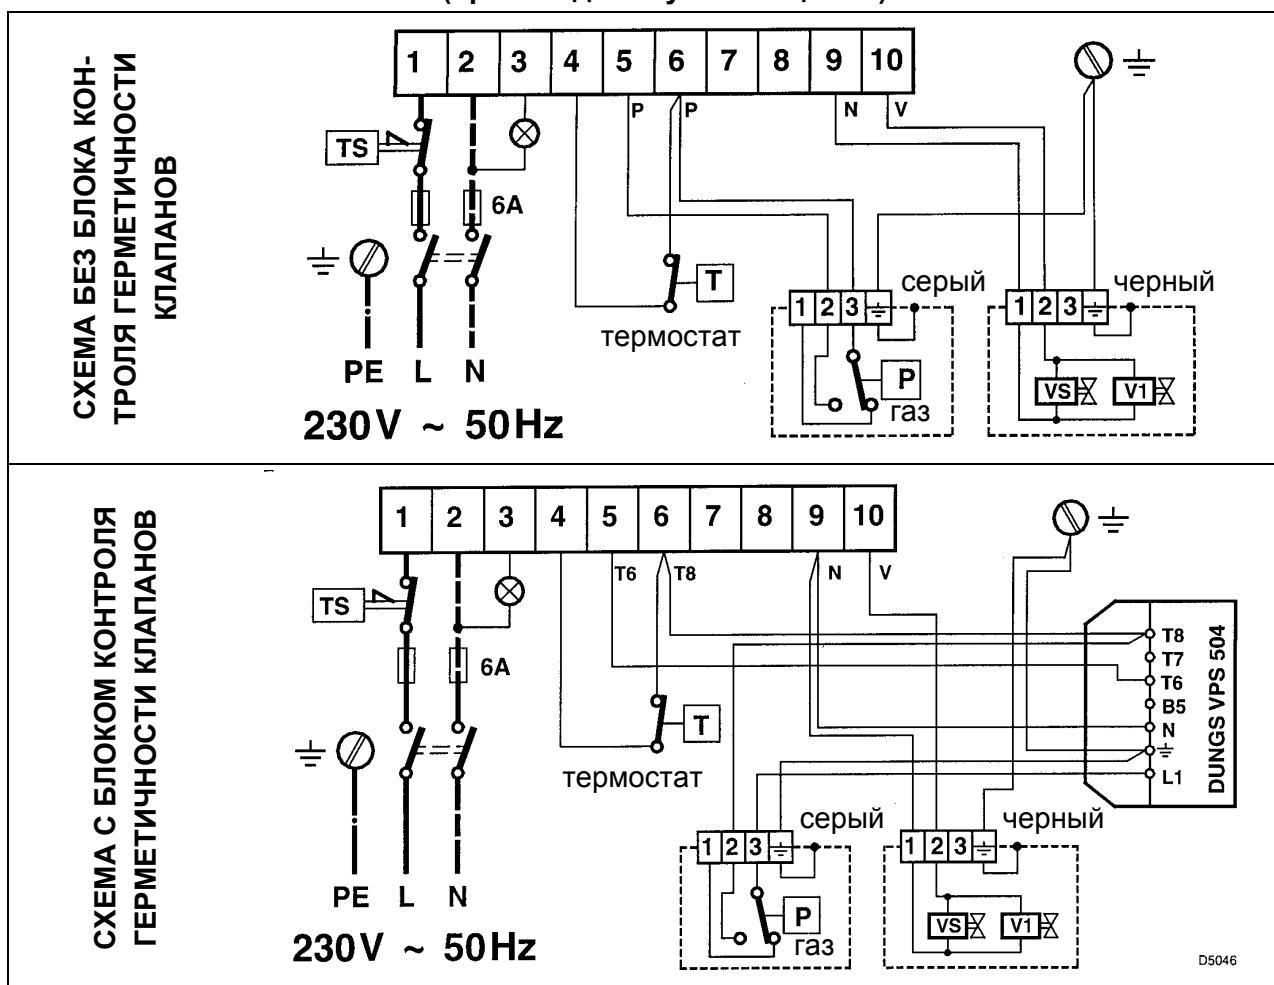 СХЕМА БЕЗ БЛОКА КОН-
ТРОЛЯ ГЕРМЕТИЧНОСТИ
КЛАПАНОВ
1 2 3 4 5 6 7 8 9 10
P P N V
TS
6A
T
термостат
серый
черный
1 2 3
1 2 3
P
газ
VS V1
PE L N
230V ~ 50Hz
СХЕМА С БЛОКОМ КОНТРОЛЯ
ГЕРМЕТИЧНОСТИ КЛАПАНОВ
1 2 3 4 5 6 7 8 9 10
T6 T8 N V
TS
6A
T
термостат
T8
T7
T6
B5
N
L1
DUNGS VPS 504
серый
черный
1 2 3
1 2 3
P
газ
VS V1
PE L N
230V ~ 50Hz
D5046